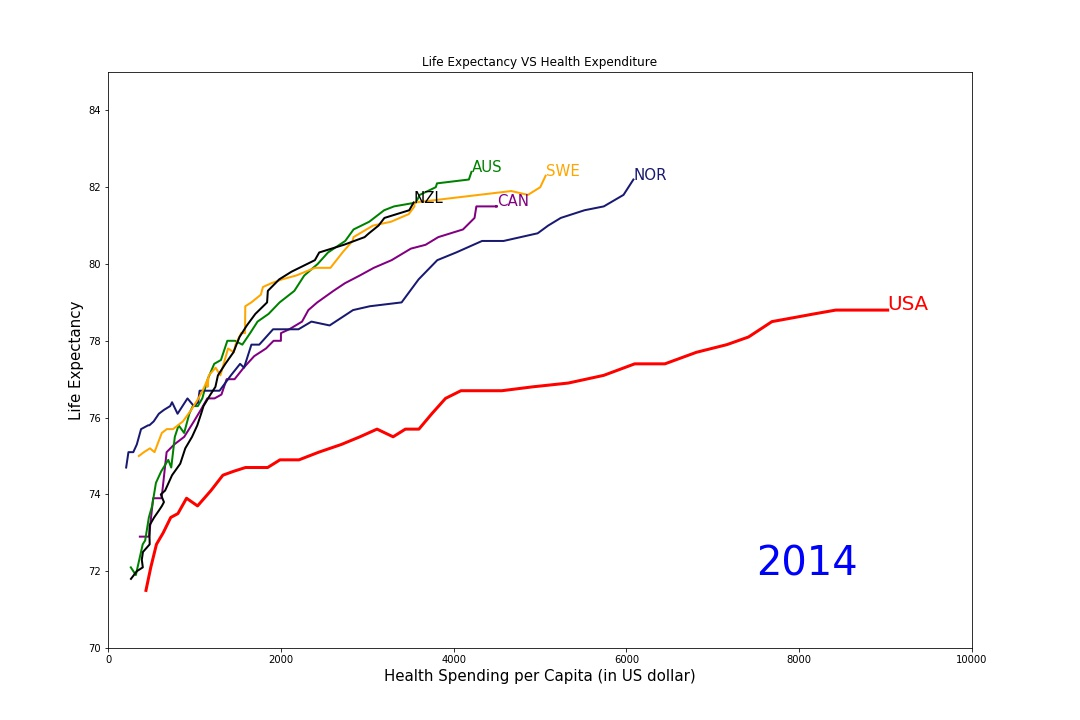 Life Expectancy VS Health Expenditure
84
82
80
78
76
74
72
70
Life Expectancy
AUS
SWE
NOR
NZL
CAN
USA
2014
0
2000
4000
6000
8000
10000
Health Spending per Capita (in US dollar)